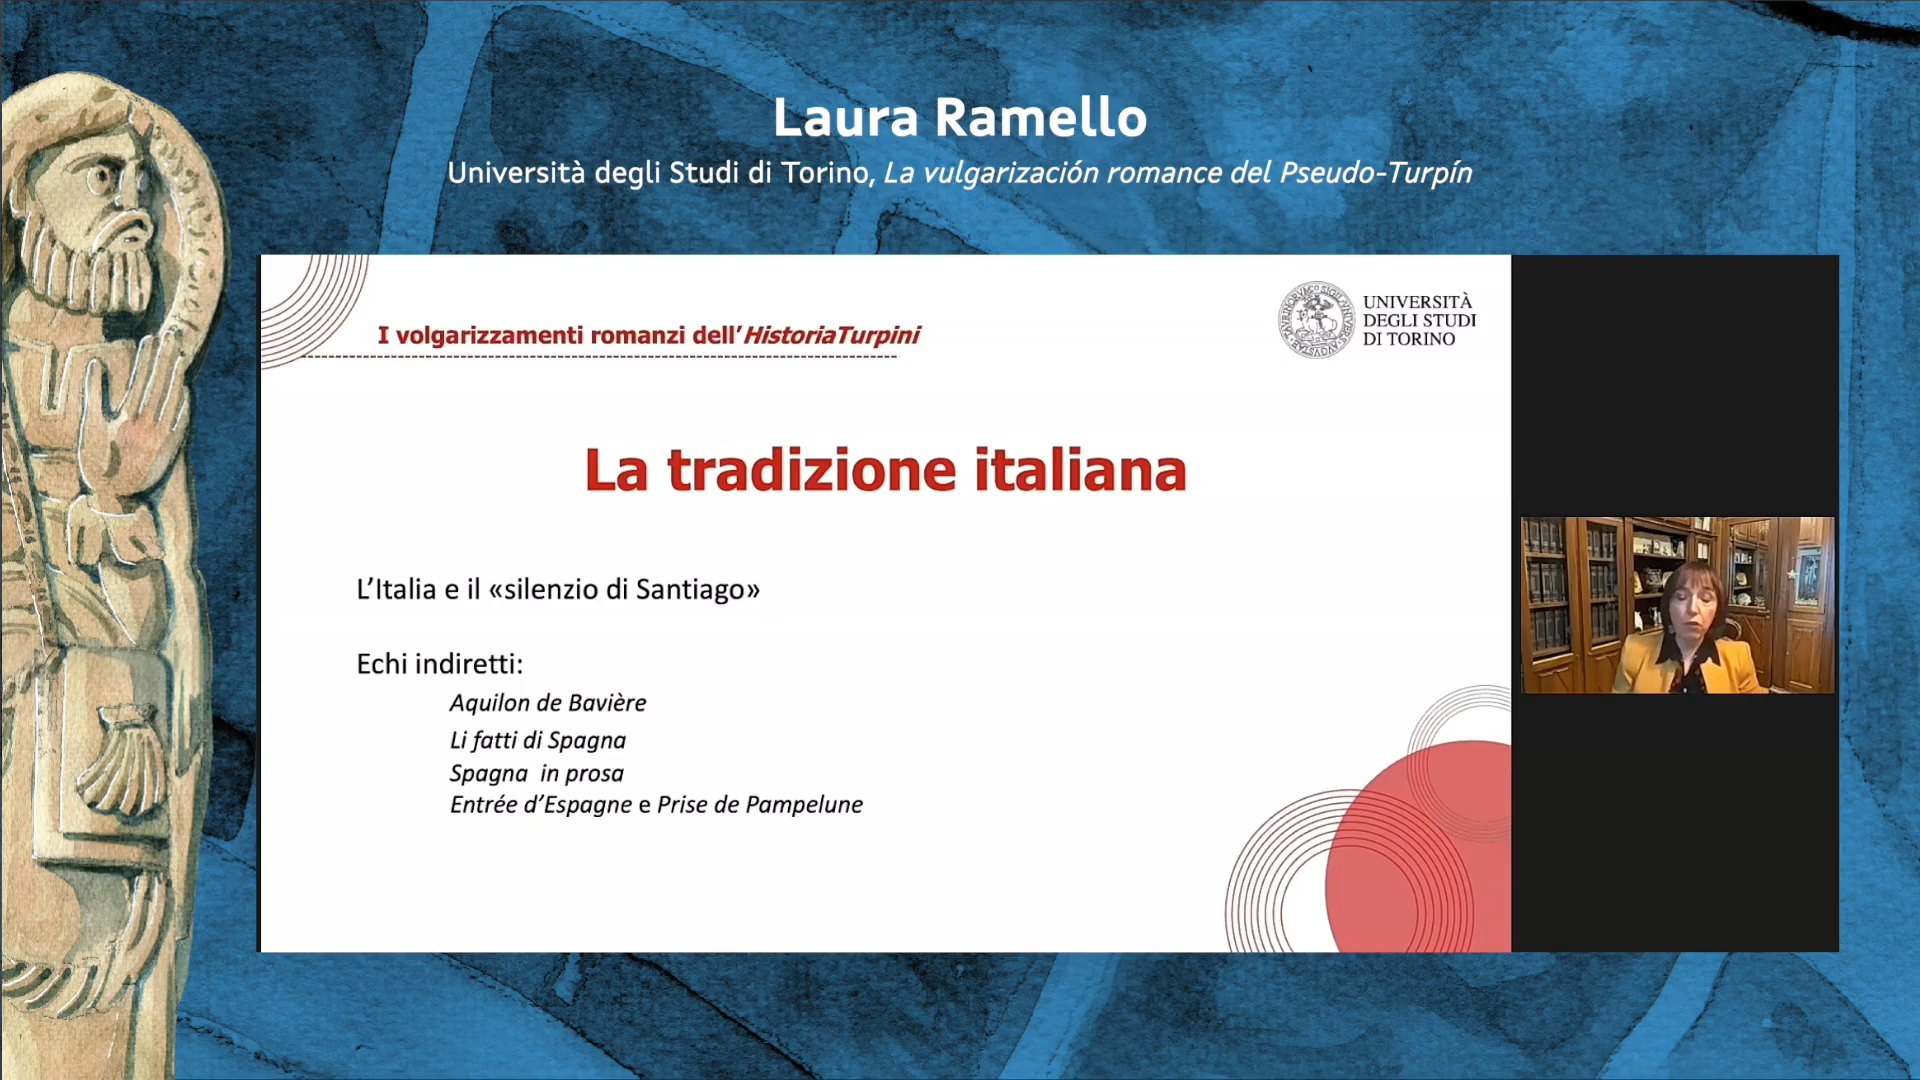 Laura Ramello
Università degli Studi di Torino, La vulgarización romance del Pseudo-Turpín
I volgarizzamenti romanzi dell’HistoriaTurpini
UNIVERSITÀ
DEGLI STUDI
DI TORINO
La tradizione italiana
L’Italia e il «silenzio di Santiago»
Echi indiretti:
Aquilon de Bavière
Li fatti di Spagna
Spagna in prosa
Entrée d’Espagne e Prise de Pampelune